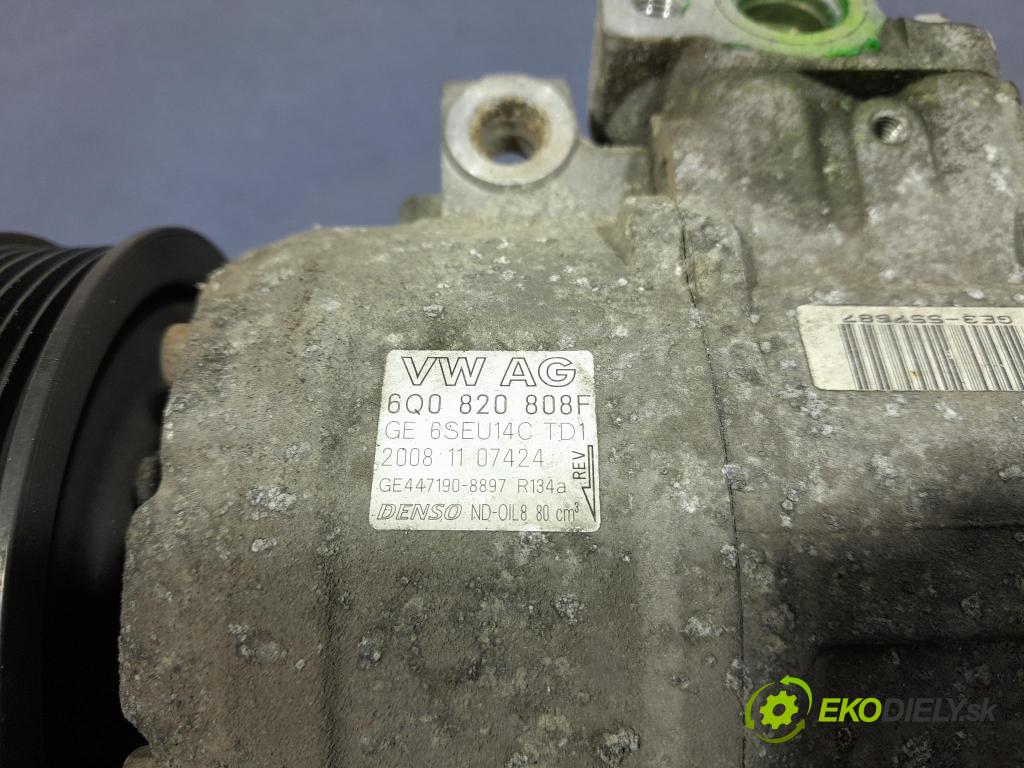 VW AG
6Q0 820 808F
GE 6SEU14C TD1
2008 11 07424
REV
GE447190-8897 R134a
DENSO ND-OIL8 80 cm³
GE3-557587
EKODIELY.sk